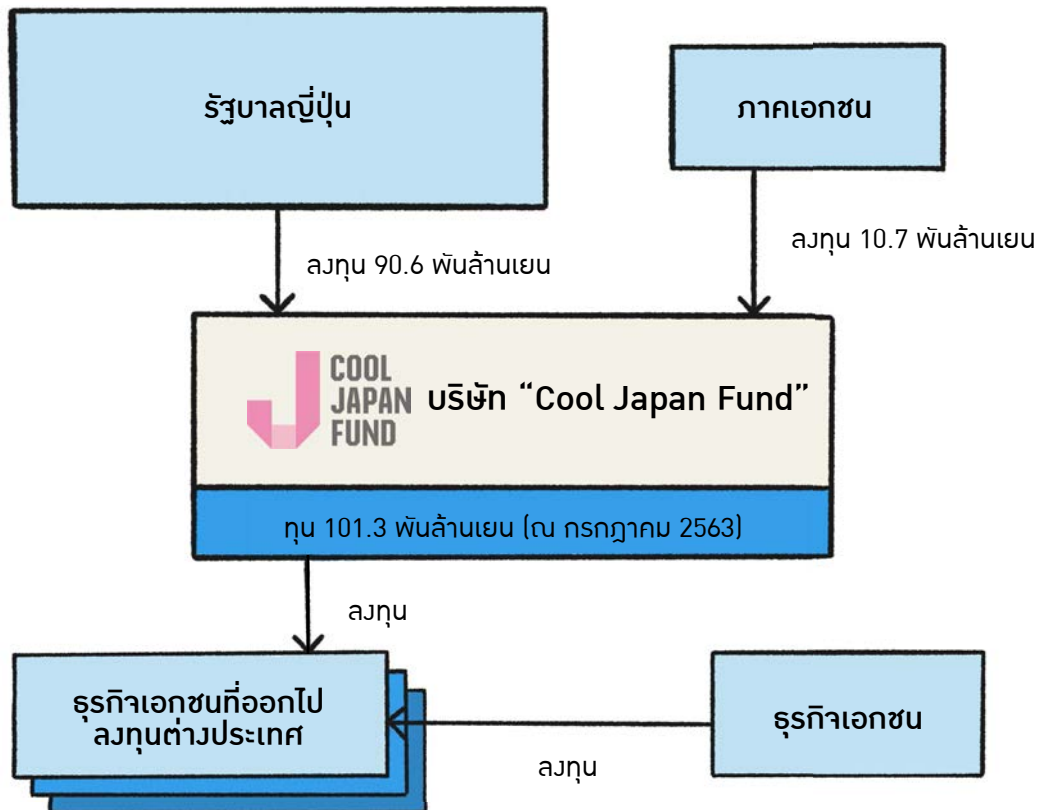 รัฐบาลญี่ปุ่น
ภาคเอกชน
ลงทุน 90.6 พันล้านเยน
ลงทุน 10.7 พันล้านเยน
COOL
JAPAN
FUND
บริษัท “Cool Japan Fund”
ทุน 101.3 พันล้านเยน (ณ กรกฎาคม 2563)
ลงทุน
ธุรกิจเอกชนที่ออกไป
ลงทุนต่างประเทศ
ธุรกิจเอกชน
ลงทุน